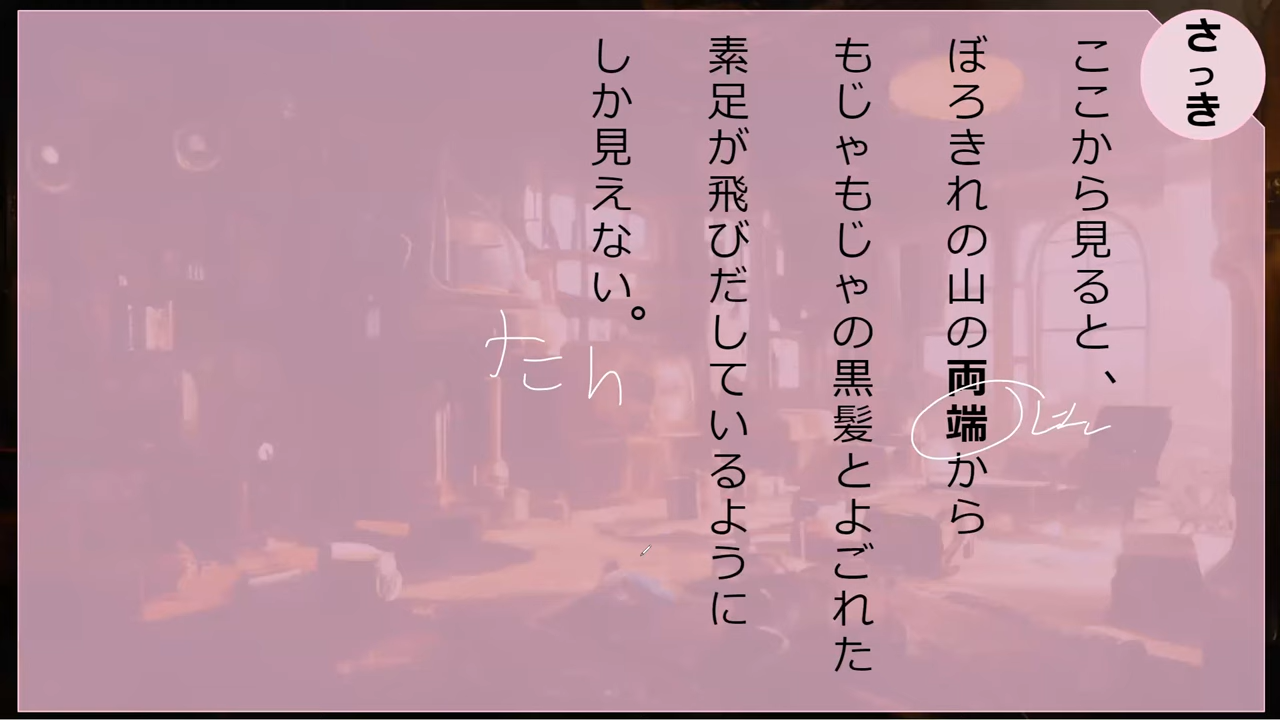 さっき
ここから見ると、
ぼろきれの山の両端から
もじゃもじゃの黒髪とよごれた
素足が飛びだしているように
しか見えない。
はし
たん